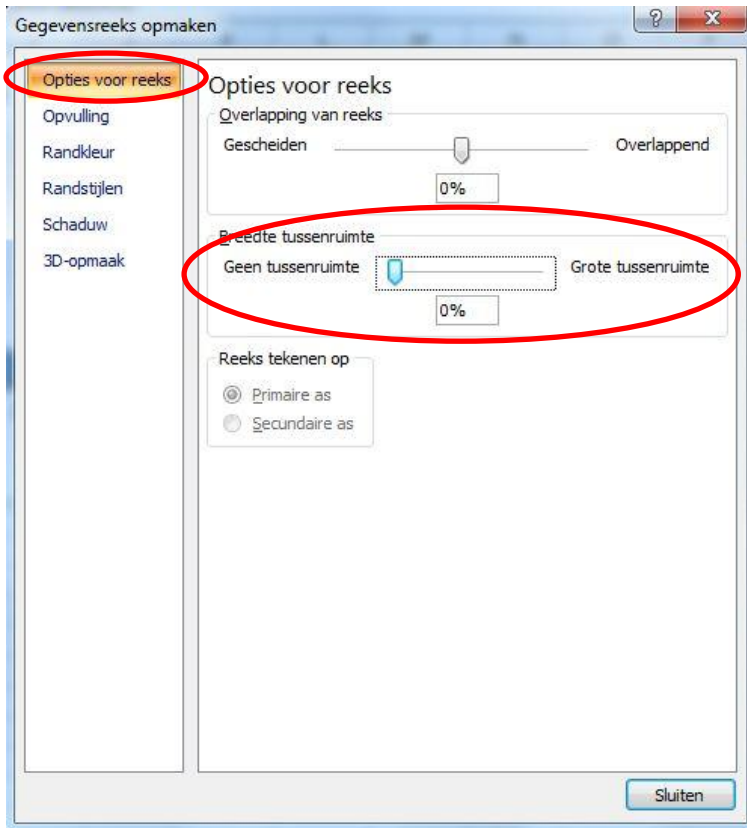 Gegevensreeks opmaken
? X
Opties voor reeks
Opvulling
Randkleur
Randstijlen
Schaduw
3D-opmaak
Opties voor reeks
Overlapping van reeks
Gescheiden Overlappend
0%
Breedte tussenruimte
Geen tussenruimte Grote tussenruimte
0%
Reeks tekenen op
Primaire as
Secundaire as
Sluiten